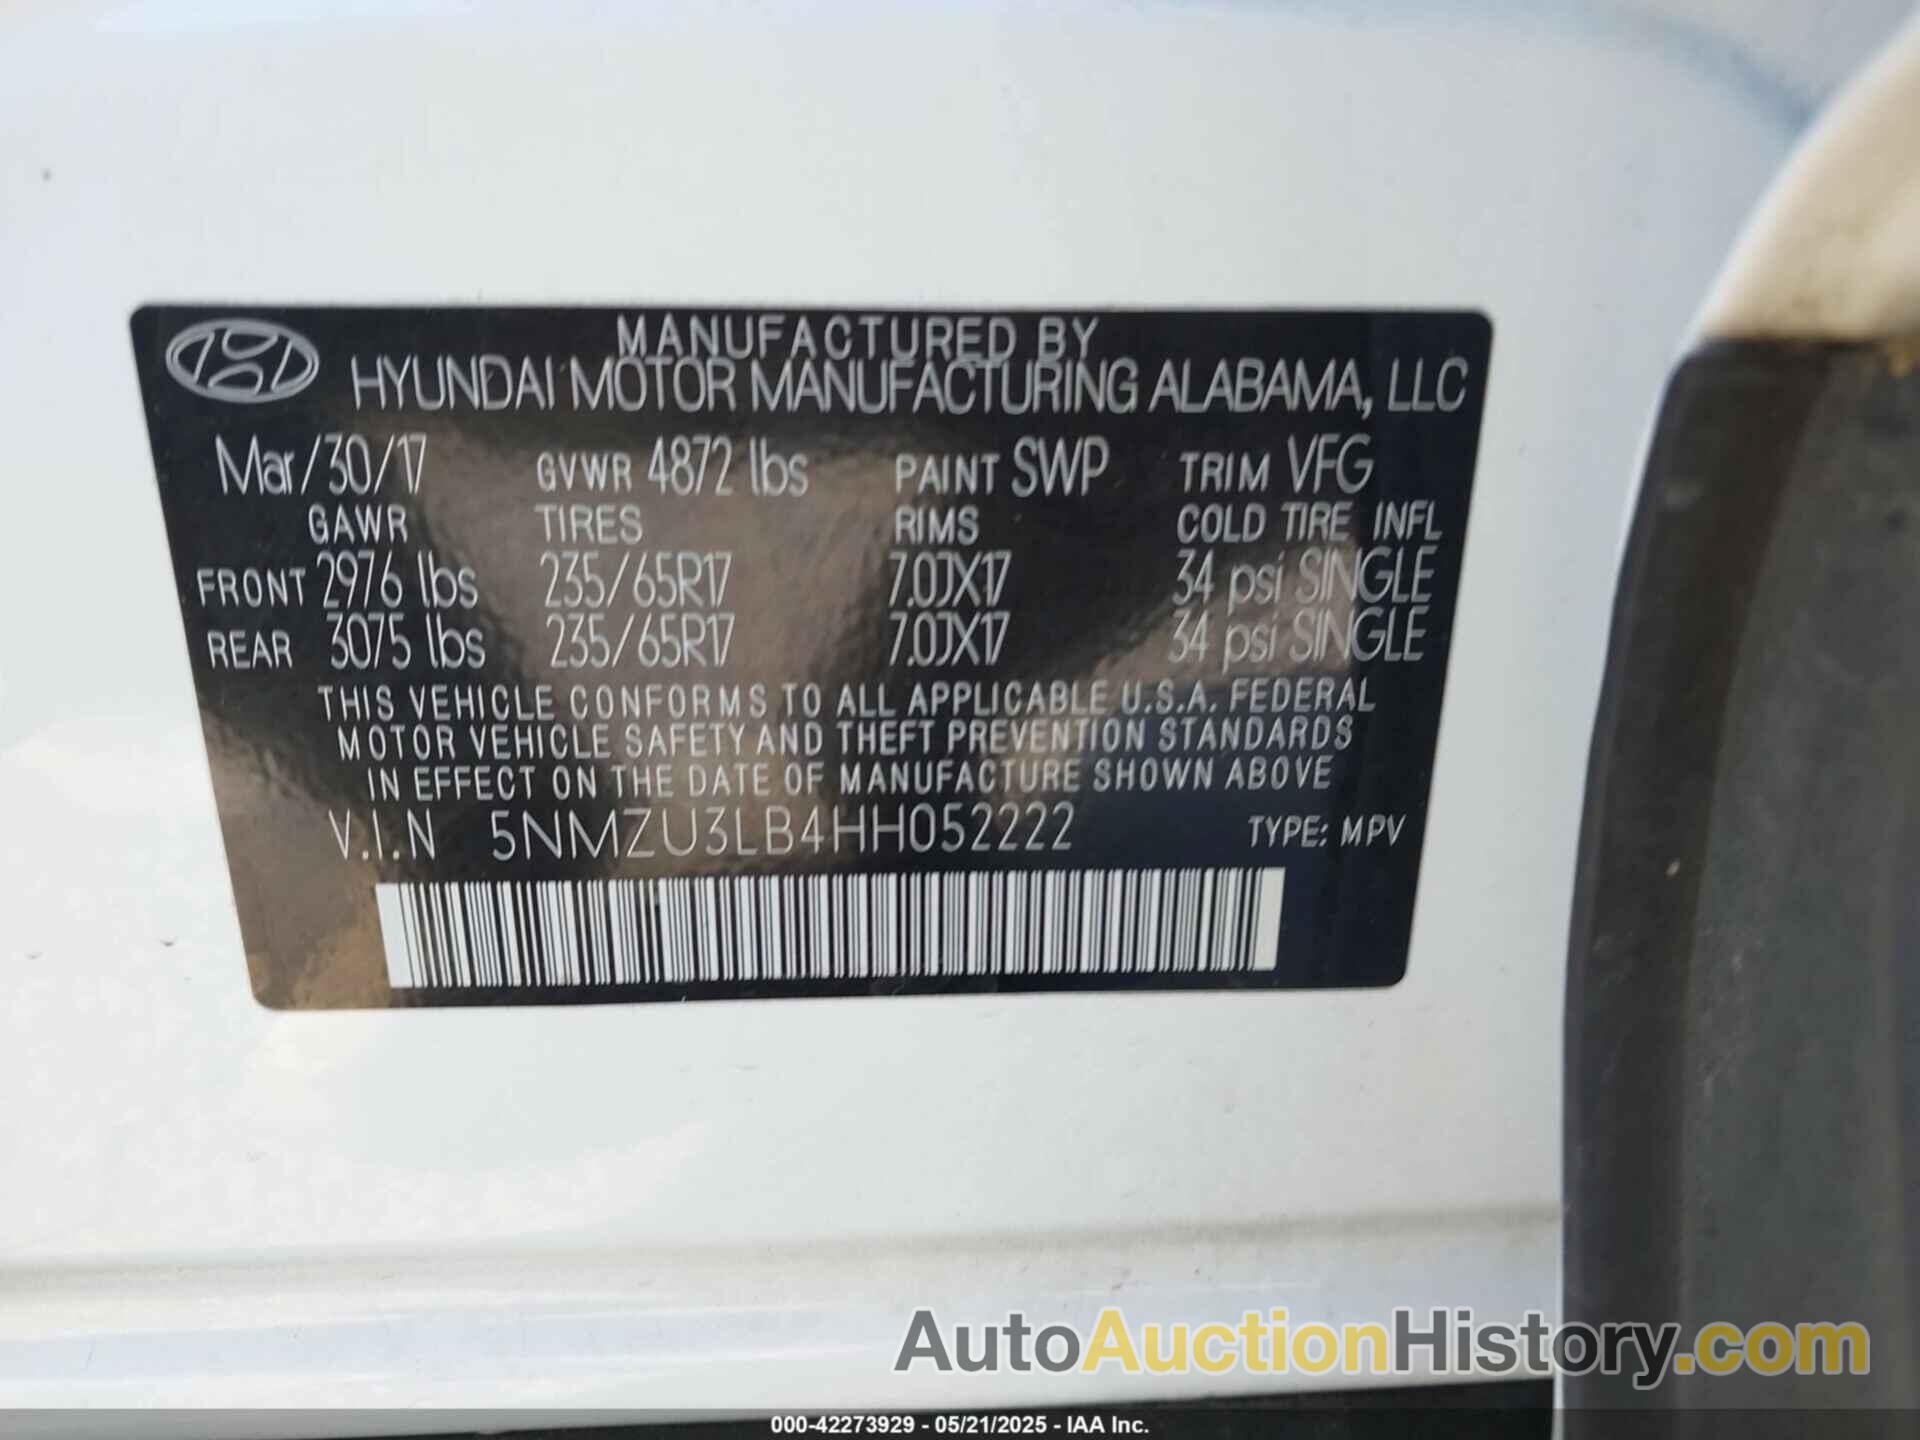 MANUFACTURED BY
HYUNDAI MOTOR MANUFACTURING ALABAMA, LLC
Mar/30/17 GVWR 4872 lbs PAINT SWP TRIM VFG
GAWR TIRES RIMS COLD TIRE INFL
FRONT 2976 lbs 235/65R17 7.0JX17 34 psi SINGLE
REAR 3075 lbs 235/65R17 7.0JX17 34 psi SINGLE
THIS VEHICLE CONFORMS TO ALL APPLICABLE U.S.A. FEDERAL
MOTOR VEHICLE SAFETY AND THEFT PREVENTION STANDARDS
IN EFFECT ON THE DATE OF MANUFACTURE SHOWN ABOVE
V.I.N 5NMZU3LB4HH052222 TYPE: MPV
AutoAuctionHistory.com
000-42273929 - 05/21/2025 - IAA Inc.